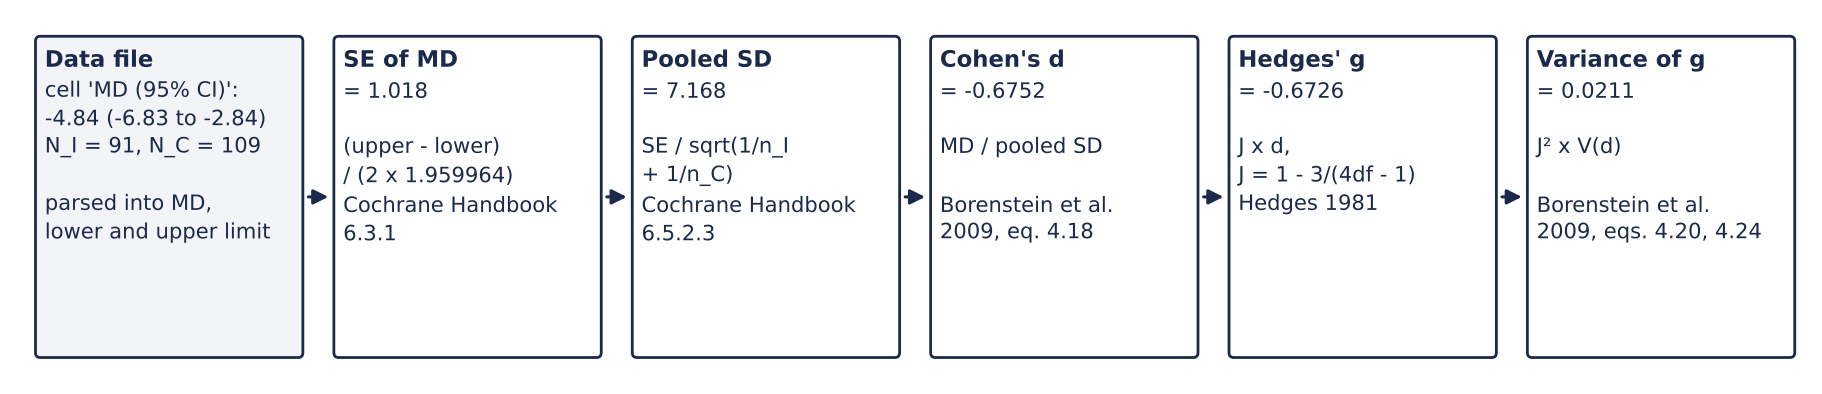 Data file
cell 'MD (95% CI)':
-4.84 (-6.83 to -2.84)
N_I = 91, N_C = 109
parsed into MD,
lower and upper limit
SE of MD
= 1.018
(upper - lower)
/ (2 x 1.959964)
Cochrane Handbook
6.3.1
Pooled SD
= 7.168
SE / sqrt(1/n_I
+ 1/n_C)
Cochrane Handbook
6.5.2.3
Cohen's d
= -0.6752
MD / pooled SD
Borenstein et al.
2009, eq. 4.18
Hedges' g
= -0.6726
J x d,
J = 1 - 3/(4df - 1)
Hedges 1981
Variance of g
= 0.0211
J² x V(d)
Borenstein et al.
2009, eqs. 4.20, 4.24